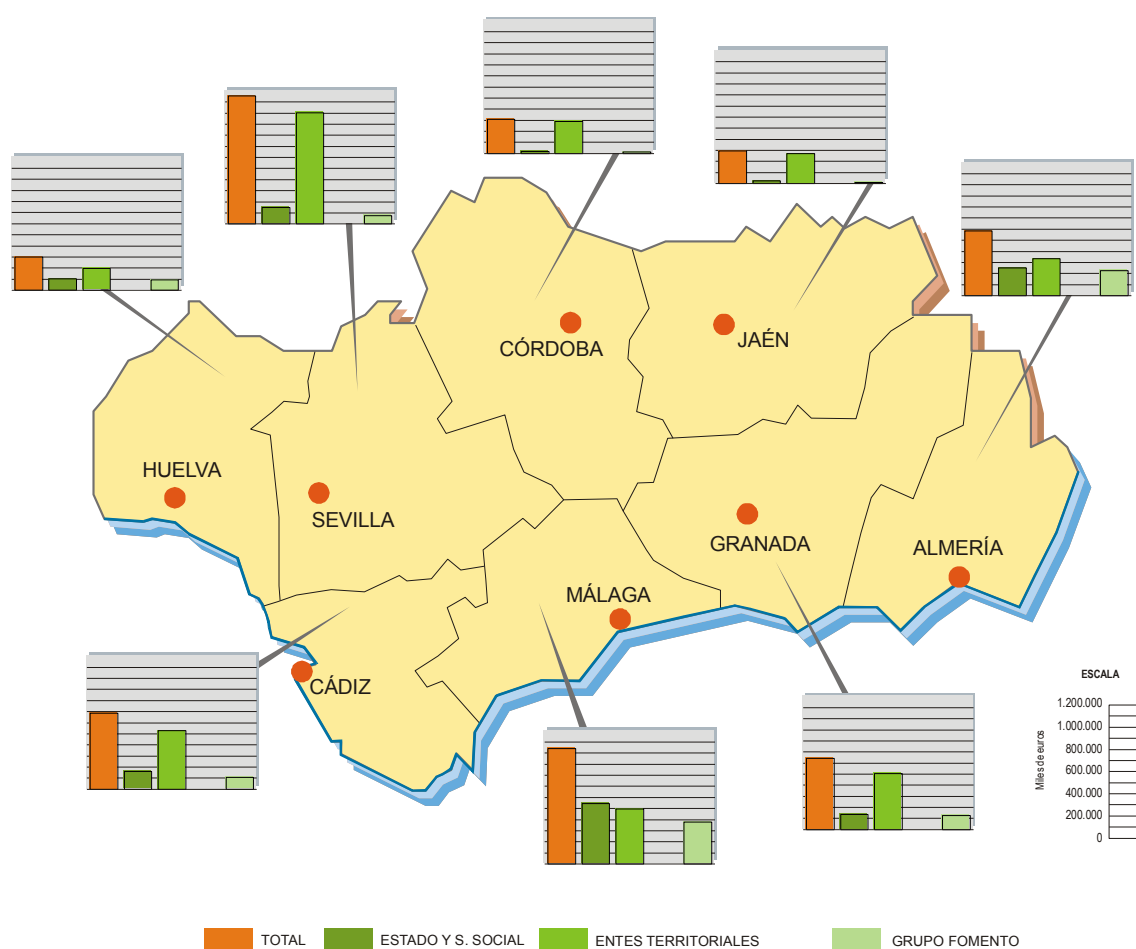 CÓRDOBA
JAÉN
HUELVA
SEVILLA
GRANADA
ALMERÍA
MÁLAGA
CÁDIZ
ESCALA
Miles de euros
1.200.000
1.000.000
800.000
600.000
400.000
200.000
0
TOTAL
ESTADO Y S. SOCIAL
ENTES TERRITORIALES
GRUPO FOMENTO